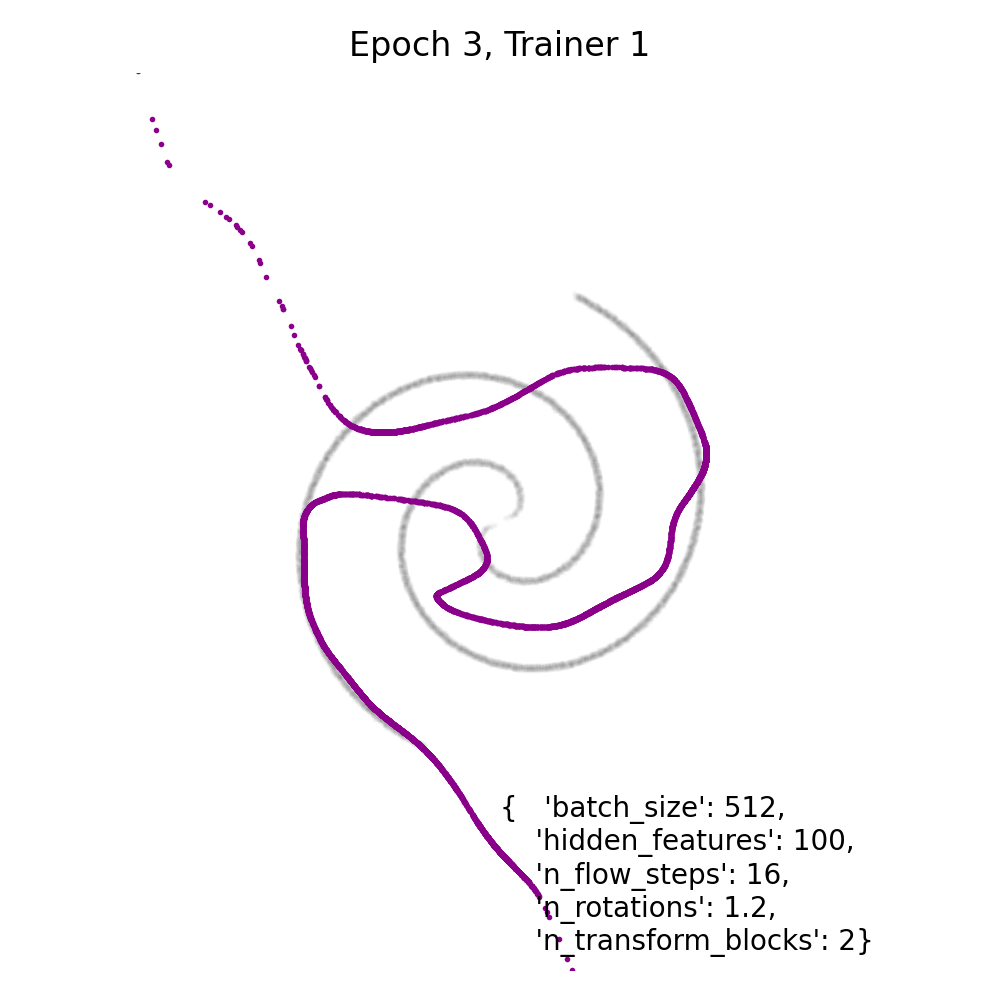 Epoch 3, Trainer 1
{ 'batch_size': 512,
'hidden_features': 100,
'n_flow_steps': 16,
'n_rotations': 1.2,
'n_transform_blocks': 2}